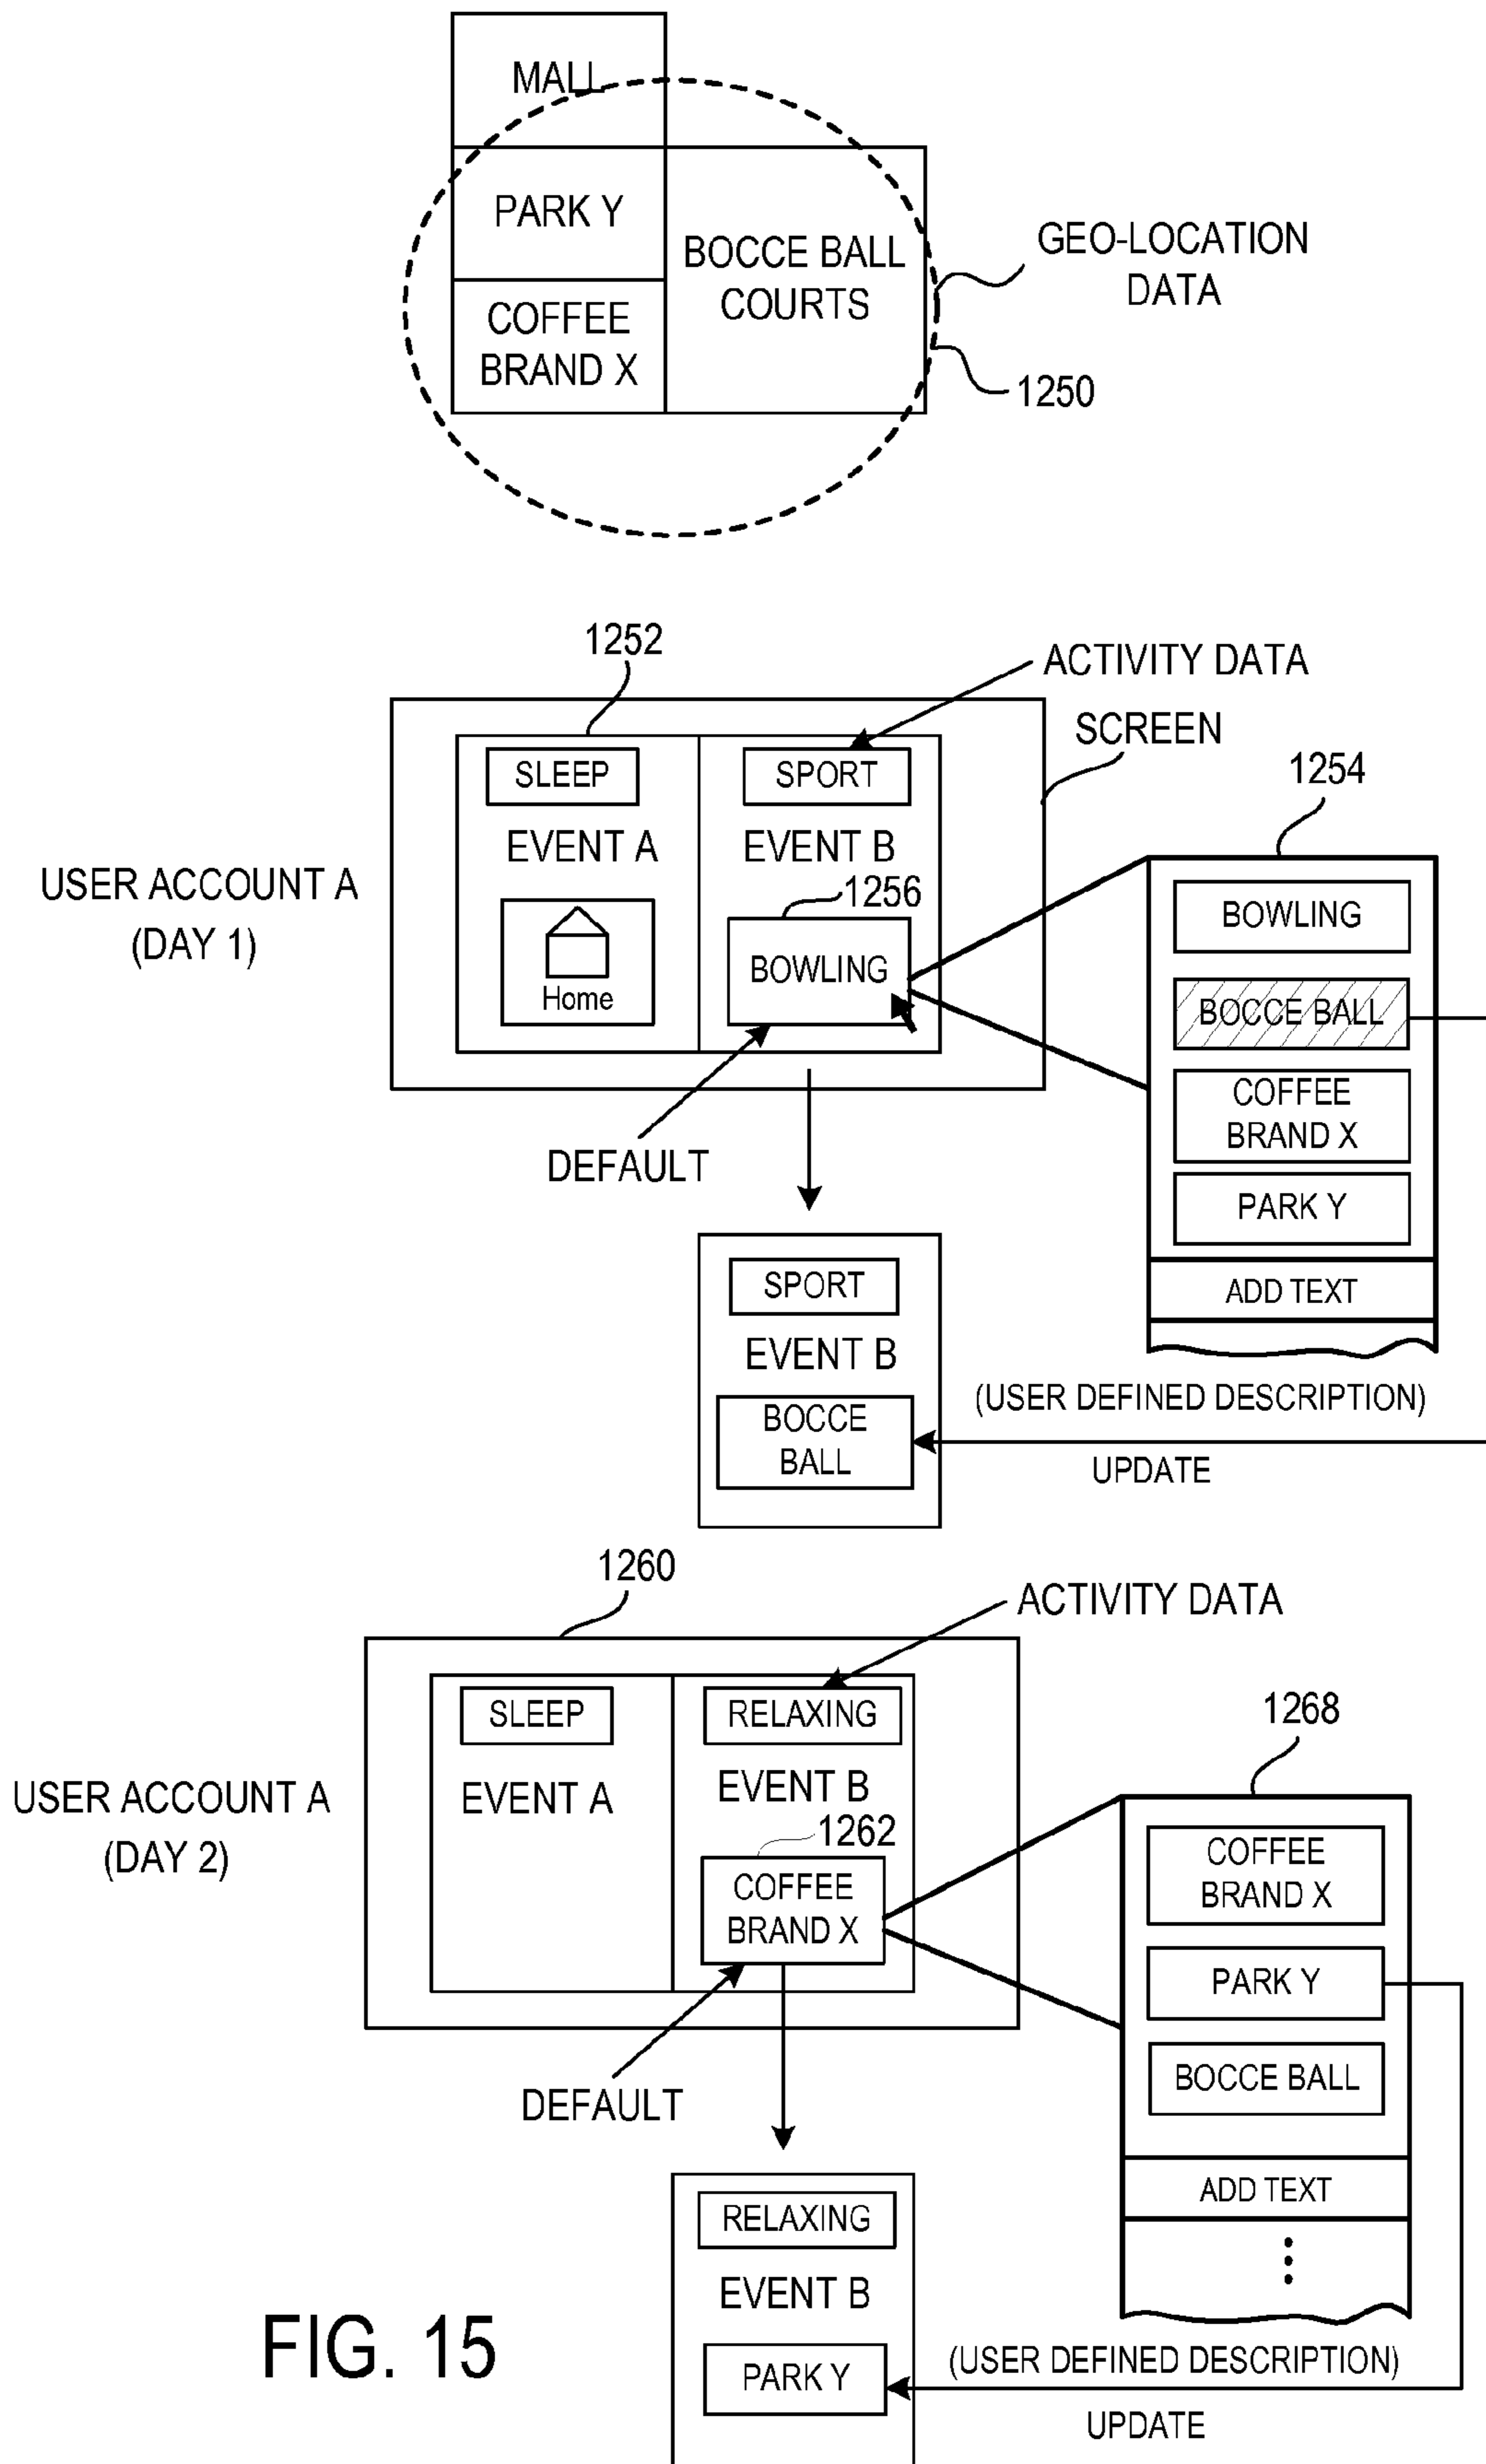 MALL
PARK Y
COFFEE
BRAND X
BOCCE BALL
COURTS
GEO-LOCATION
DATA
1250
1252
ACTIVITY DATA
SCREEN
SLEEP
SPORT
EVENT A
EVENT B
1254
USER ACCOUNT A
(DAY 1)
1256
Home
BOWLING
BOWLING
BOCCE BALL
COFFEE
BRAND X
PARK Y
ADD TEXT
DEFAULT
SPORT
EVENT B
BOCCE
BALL
(USER DEFINED DESCRIPTION)
UPDATE
1260
ACTIVITY DATA
SLEEP
RELAXING
EVENT A
EVENT B
1268
USER ACCOUNT A
(DAY 2)
1262
COFFEE
BRAND X
COFFEE
BRAND X
PARK Y
BOCCE BALL
ADD TEXT
DEFAULT
RELAXING
EVENT B
PARK Y
(USER DEFINED DESCRIPTION)
UPDATE
FIG. 15